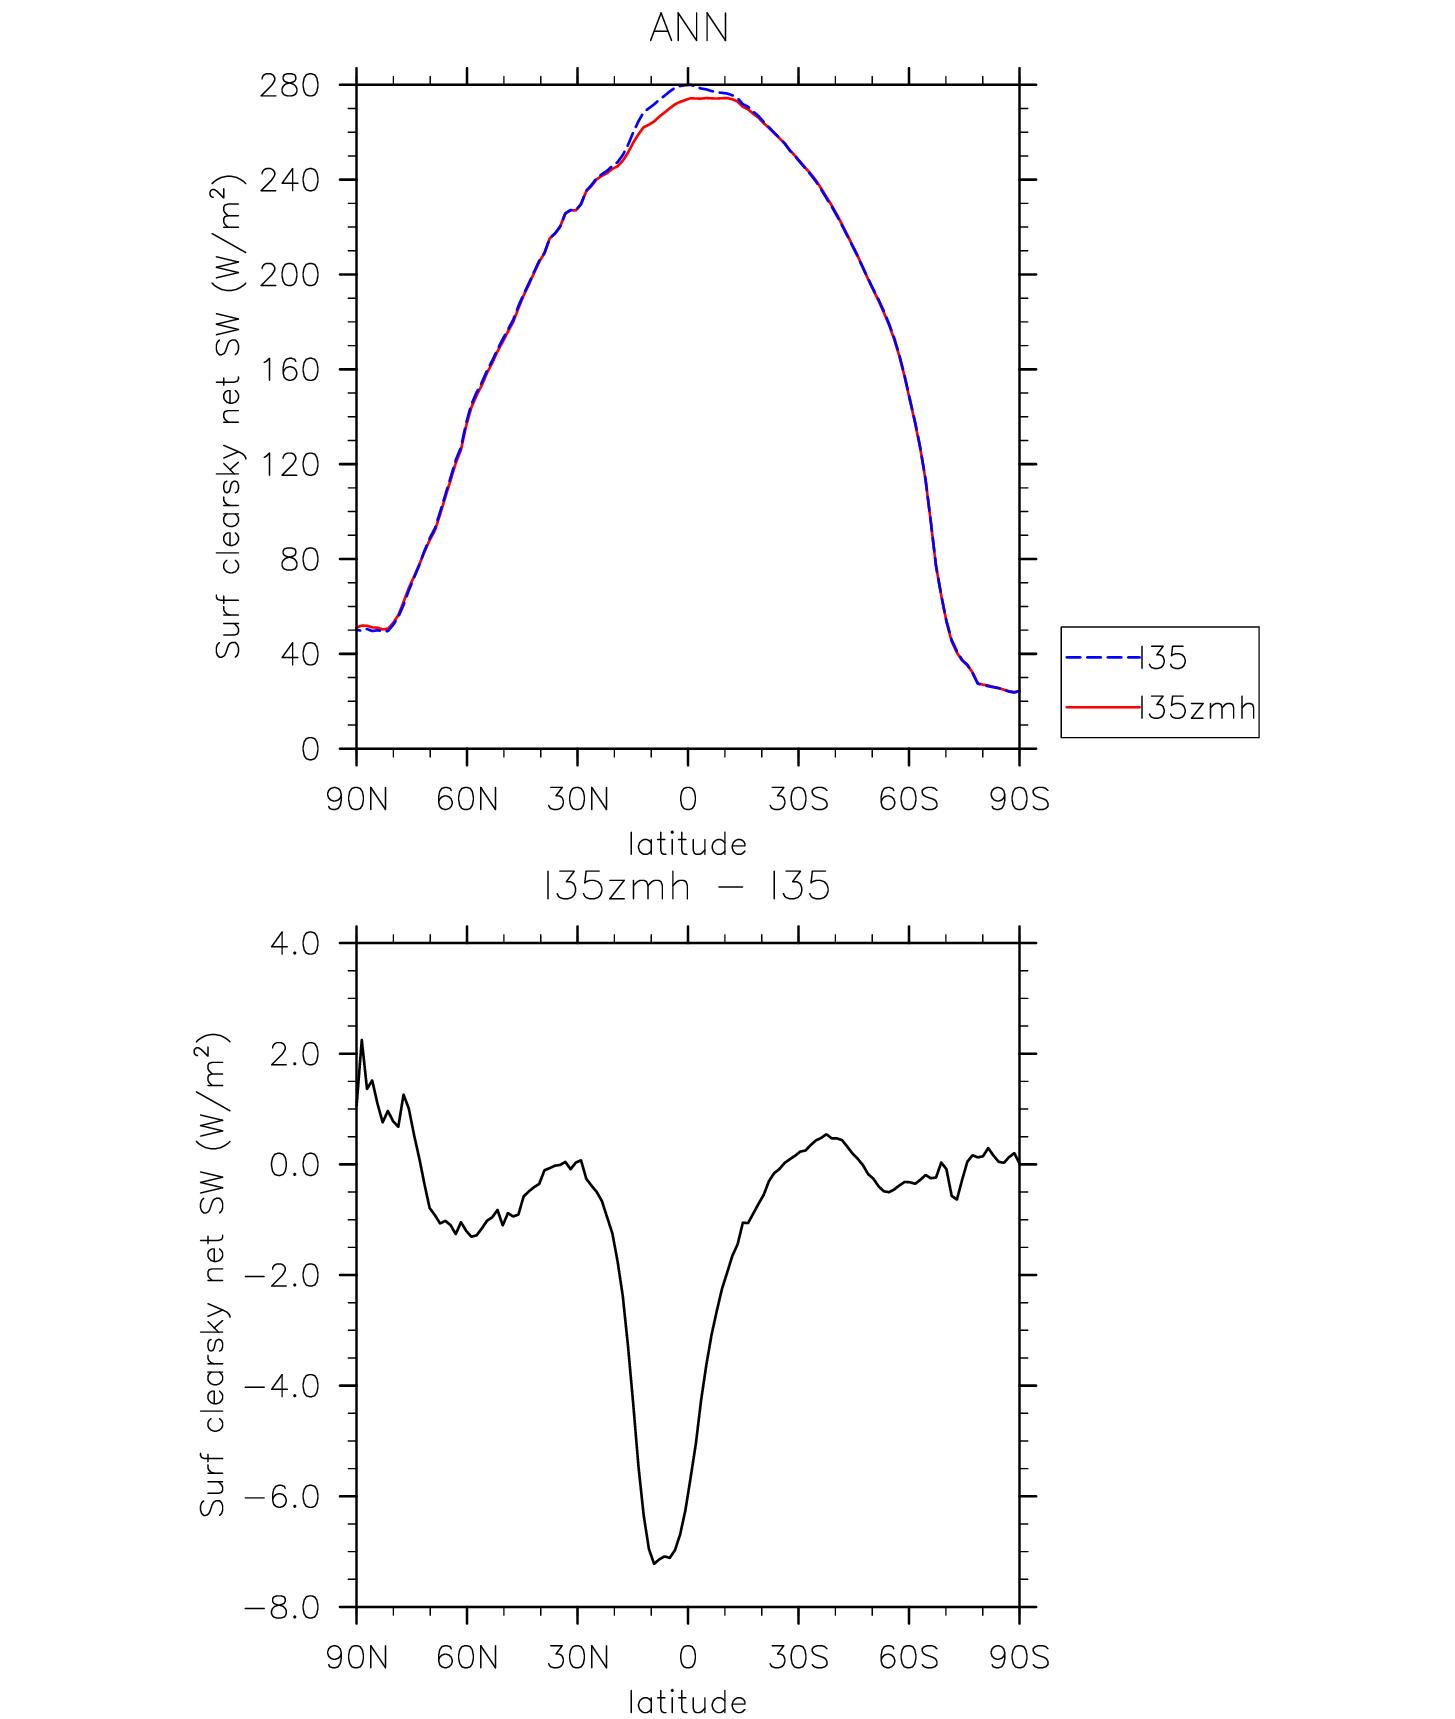 ANN
Surf clearsky net SW (W/m²)
280
240
200
160
120
80
40
0
90N 60N 30N 0 30S 60S 90S
latitude
I35
I35zmh
I35zmh − I35
Surf clearsky net SW (W/m²)
4.0
2.0
0.0
−2.0
−4.0
−6.0
−8.0
90N 60N 30N 0 30S 60S 90S
latitude